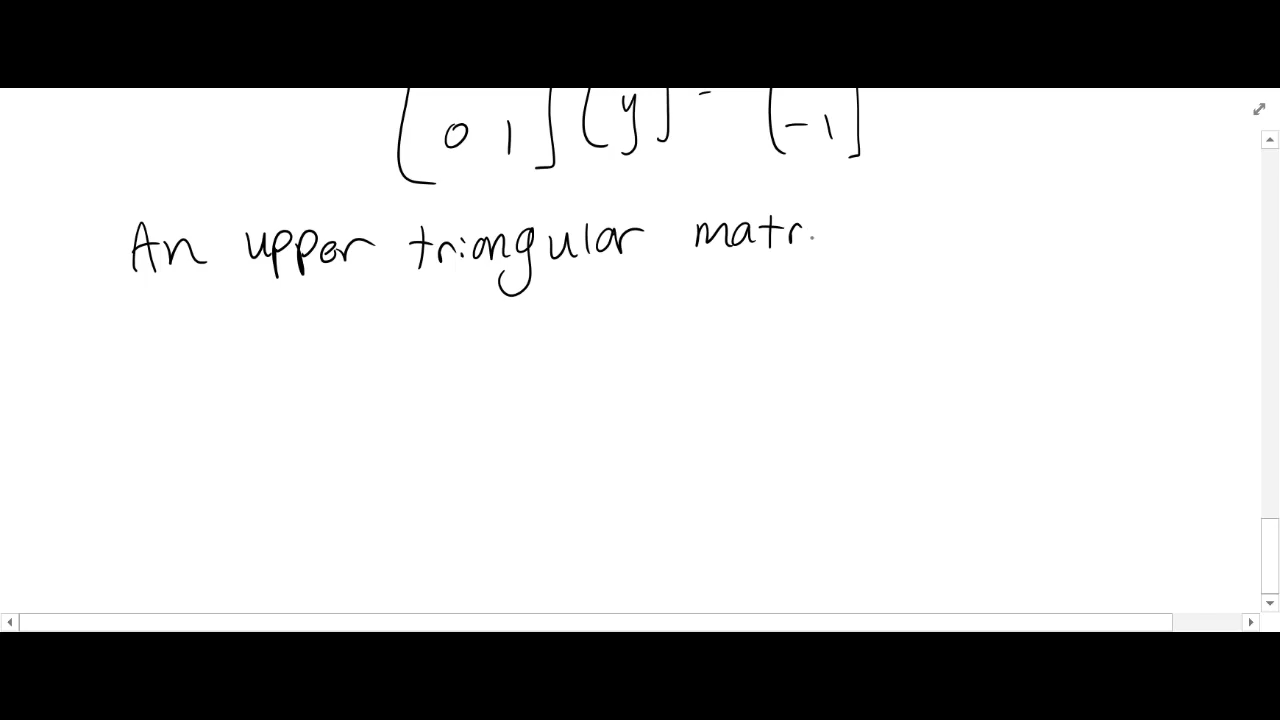 0 1 ] [ y ] = [ -1 ]
An upper triangular matr